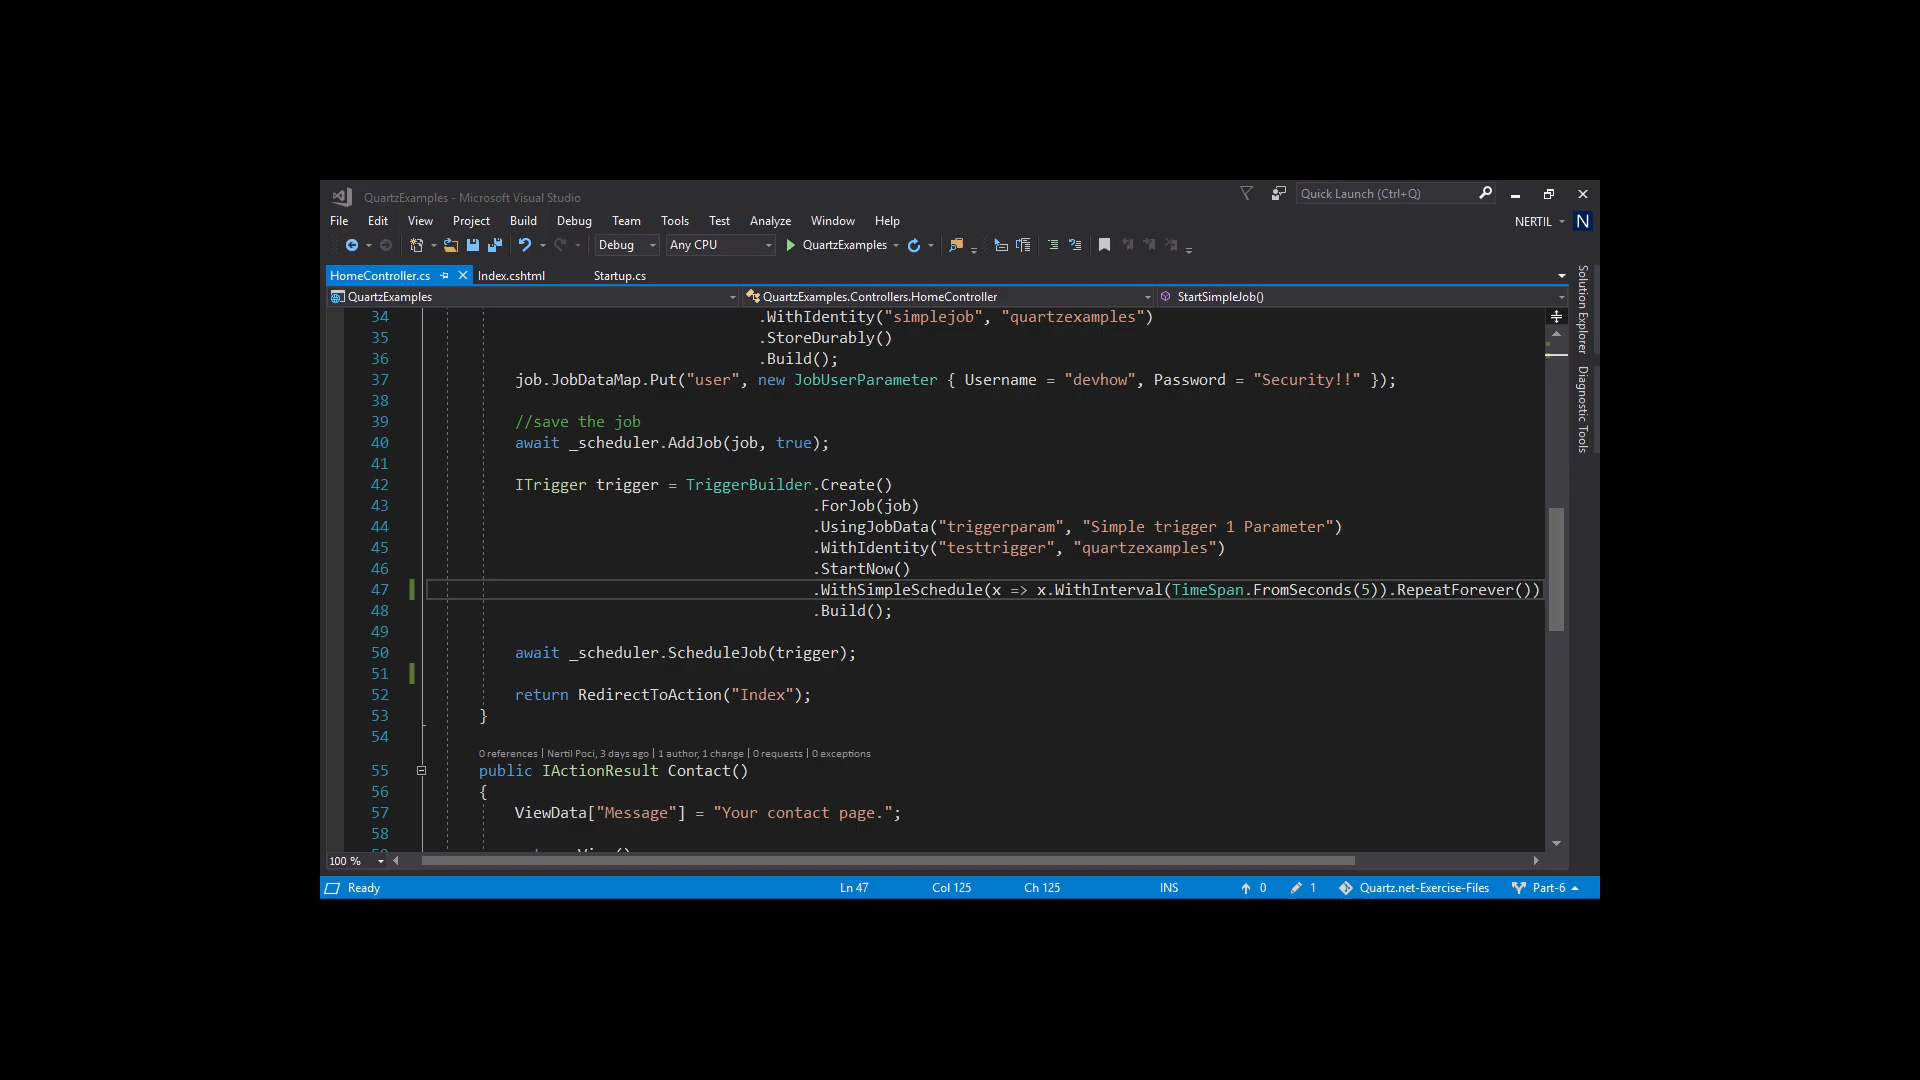 QuartzExamples - Microsoft Visual Studio
Quick Launch (Ctrl+Q)
File Edit View Project Build Debug Team Tools Test Analyze Window Help
NERTIL N
Debug Any CPU QuartzExamples
HomeController.cs Index.cshtml Startup.cs
QuartzExamples QuartzExamples.Controllers.HomeController StartSimpleJob()
34 .WithIdentity("simplejob", "quartzexamples")
35 .StoreDurably()
36 .Build();
37 job.JobDataMap.Put("user", new JobUserParameter { Username = "devhow", Password = "Security!!" });
38
39 //save the job
40 await _scheduler.AddJob(job, true);
41
42 ITrigger trigger = TriggerBuilder.Create()
43 .ForJob(job)
44 .UsingJobData("triggerparam", "Simple trigger 1 Parameter")
45 .WithIdentity("testtrigger", "quartzexamples")
46 .StartNow()
47 .WithSimpleSchedule(x => x.WithInterval(TimeSpan.FromSeconds(5)).RepeatForever())
48 .Build();
49
50 await _scheduler.ScheduleJob(trigger);
51
52 return RedirectToAction("Index");
53 }
54
0 references | Nertil Poci, 3 days ago | 1 author, 1 change | 0 requests | 0 exceptions
55 public IActionResult Contact()
56 {
57 ViewData["Message"] = "Your contact page.";
58
Solution Explorer
Diagnostic Tools
100 %
Ready Ln 47 Col 125 Ch 125 INS 0 1 Quartz.net-Exercise-Files Part-6